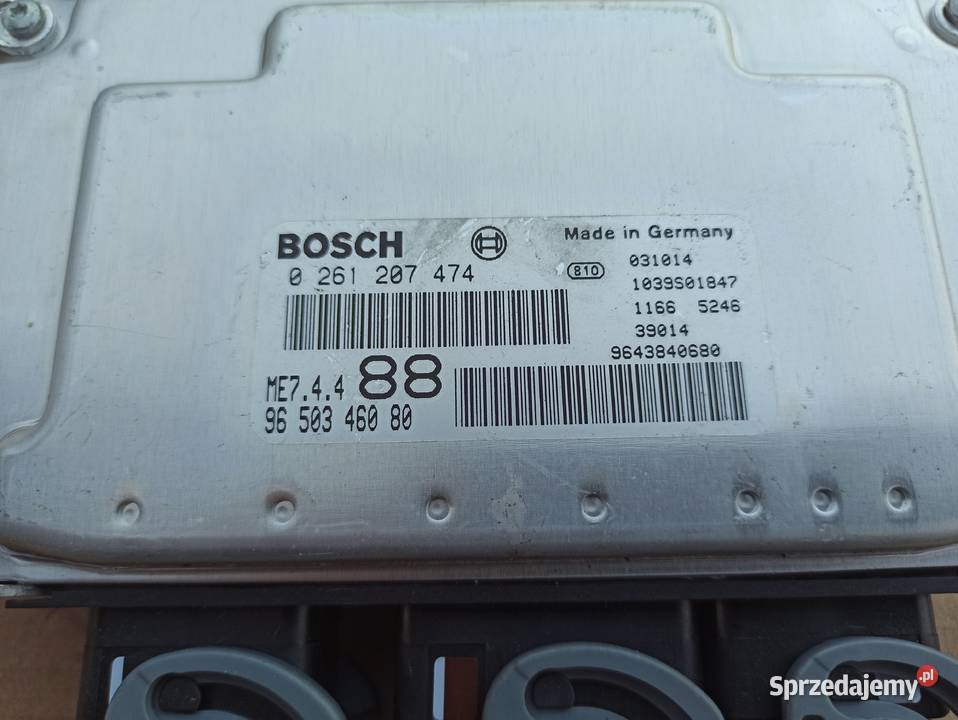 BOSCH
Made in Germany
0 261 207 474
810
031014
1039S01847
1166 5246
39014
9643840680
ME7.4.4 88
96 503 460 80
Sprzedajemy.pl